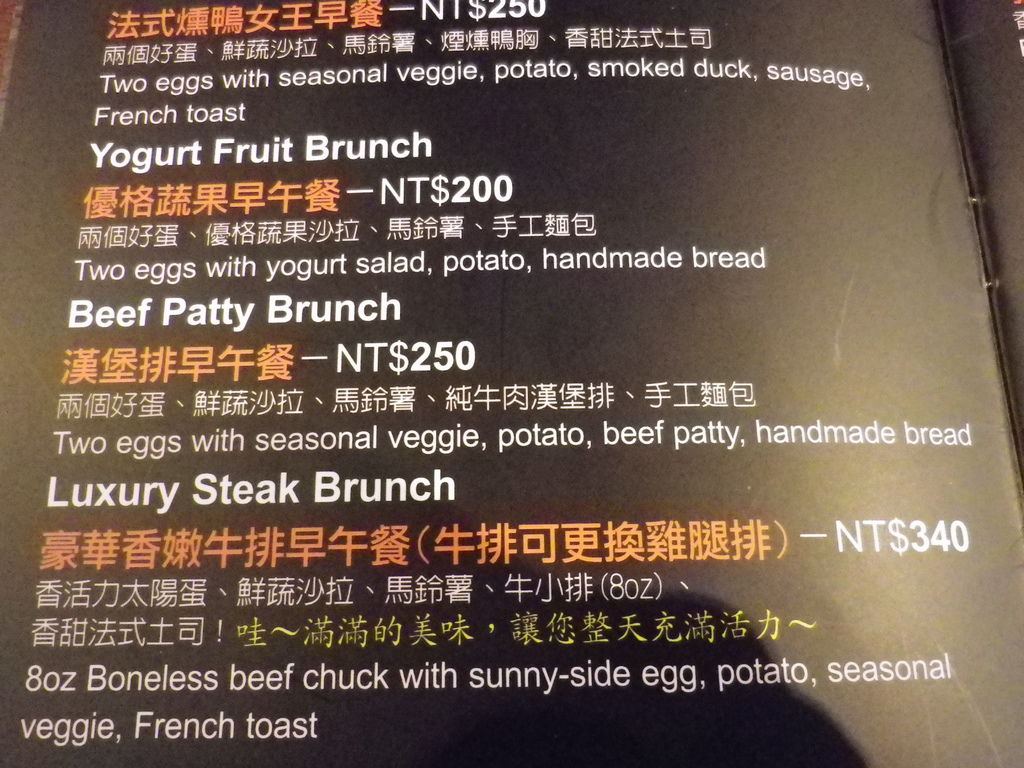 法式燻鴨女王早餐－NT$250
兩個好蛋、鮮蔬沙拉、馬鈴薯、煙燻鴨胸、香甜法式土司
Two eggs with seasonal veggie, potato, smoked duck, sausage,
French toast
Yogurt Fruit Brunch
優格蔬果早午餐－NT$200
兩個好蛋、優格蔬果沙拉、馬鈴薯、手工麵包
Two eggs with yogurt salad, potato, handmade bread
Beef Patty Brunch
漢堡排早午餐－NT$250
兩個好蛋、鮮蔬沙拉、馬鈴薯、純牛肉漢堡排、手工麵包
Two eggs with seasonal veggie, potato, beef patty, handmade bread
Luxury Steak Brunch
豪華香嫩牛排早午餐(牛排可更換雞腿排)－NT$340
香活力太陽蛋、鮮蔬沙拉、馬鈴薯、牛小排(8oz)、
香甜法式土司！哇～滿滿的美味，讓您整天充滿活力～
8oz Boneless beef chuck with sunny-side egg, potato, seasonal
veggie, French toast